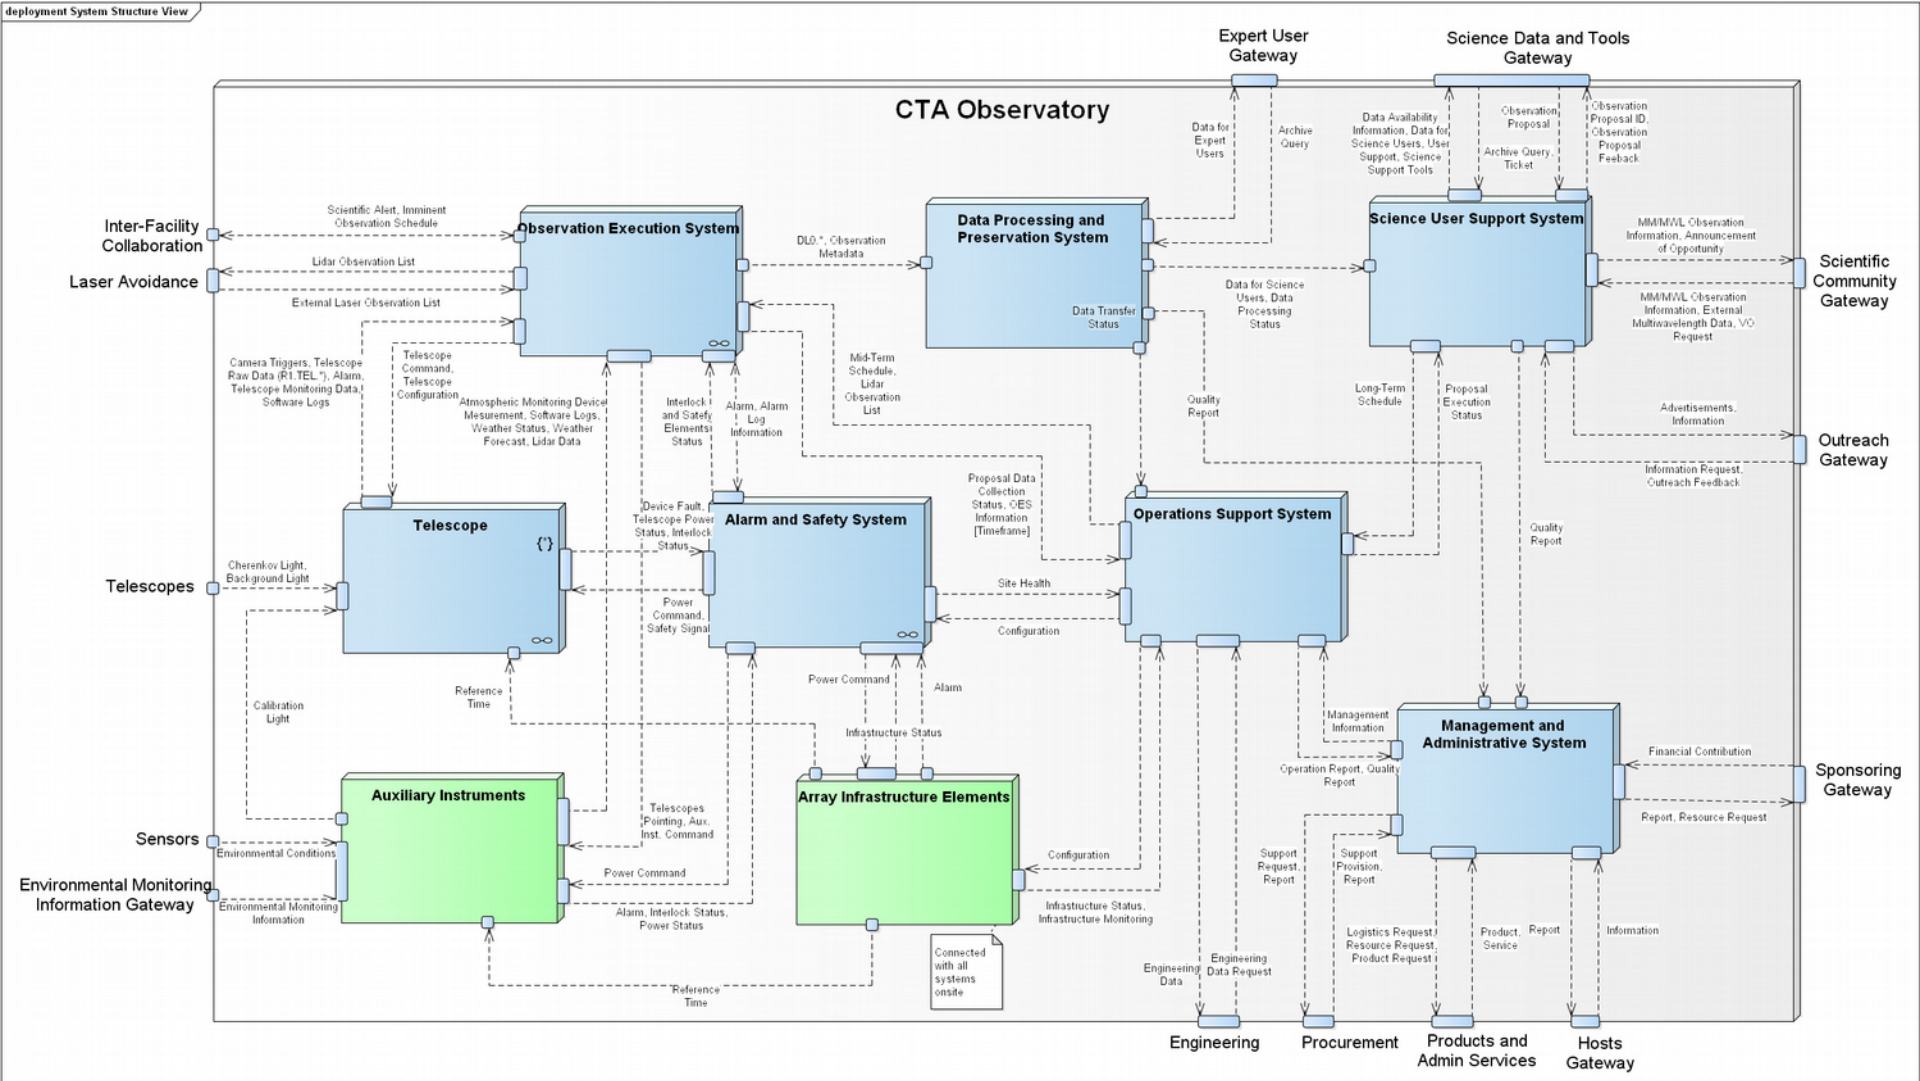 deployment System Structure View
Expert User
Gateway
Science Data and Tools
Gateway
CTA Observatory
Data for
Expert
Users
Archive
Query
Data Availability
Information, Data for
Science Users, User
Support, Science
Support Tools
Observation
Proposal
Archive Query,
Ticket
Observation
Proposal ID,
Observation
Proposal
Feeback
Inter-Facility
Collaboration
Laser Avoidance
Scientific Alert, Imminent
Observation Schedule
Lidar Observation List
External Laser Observation List
Observation Execution System
DL0.*, Observation
Metadata
Data Processing and
Preservation System
Data Transfer
Status
Data for Science
Users, Data
Processing
Status
Science User Support System
MM/MWL Observation
Information, Announcement
of Opportunity
MM/MWL Observation
Information, External
Multiwavelength Data, VO
Request
Scientific
Community
Gateway
Camera Triggers, Telescope
Raw Data (R1.TEL.*), Alarm,
Telescope Monitoring Data,
Software Logs
Telescope
Command,
Telescope
Configuration
Atmospheric Monitoring Device
Mesurement, Software Logs,
Weather Status, Weather
Forecast, Lidar Data
Interlock
and Satefy
Elements
Status
Alarm, Alarm
Log
Information
Mid-Term
Schedule,
Lidar
Observation
List
Quality
Report
Long-Term
Schedule
Proposal
Execution
Status
Advertisements,
Information
Information Request,
Outreach Feedback
Outreach
Gateway
Telescope
{*}
Device Fault,
Telescope Power
Status, Interlock
Status
Alarm and Safety System
Proposal Data
Collection
Status, OES
Information
[Timeframe]
Operations Support System
Quality
Report
Telescopes
Cherenkov Light,
Background Light
Power
Command,
Safety Signal
Site Health
Configuration
Calibration
Light
Reference
Time
Power Command
Alarm
Infrastructure Status
Management
Information
Operation Report, Quality
Report
Management and
Administrative System
Financial Contribution
Report, Resource Request
Sponsoring
Gateway
Auxiliary Instruments
Telescopes
Pointing, Aux.
Inst. Command
Array Infrastructure Elements
Sensors
Environmental Conditions
Environmental Monitoring
Information Gateway
Environmental Monitoring
Information
Power Command
Alarm, Interlock Status,
Power Status
Configuration
Infrastructure Status,
Infrastructure Monitoring
Support
Request,
Report
Support
Provision,
Report
Connected
with all
systems
onsite
Reference
Time
Engineering
Data
Engineering
Data Request
Logistics Request,
Resource Request,
Product Request
Product,
Service
Report
Information
Engineering
Procurement
Products and
Admin Services
Hosts
Gateway